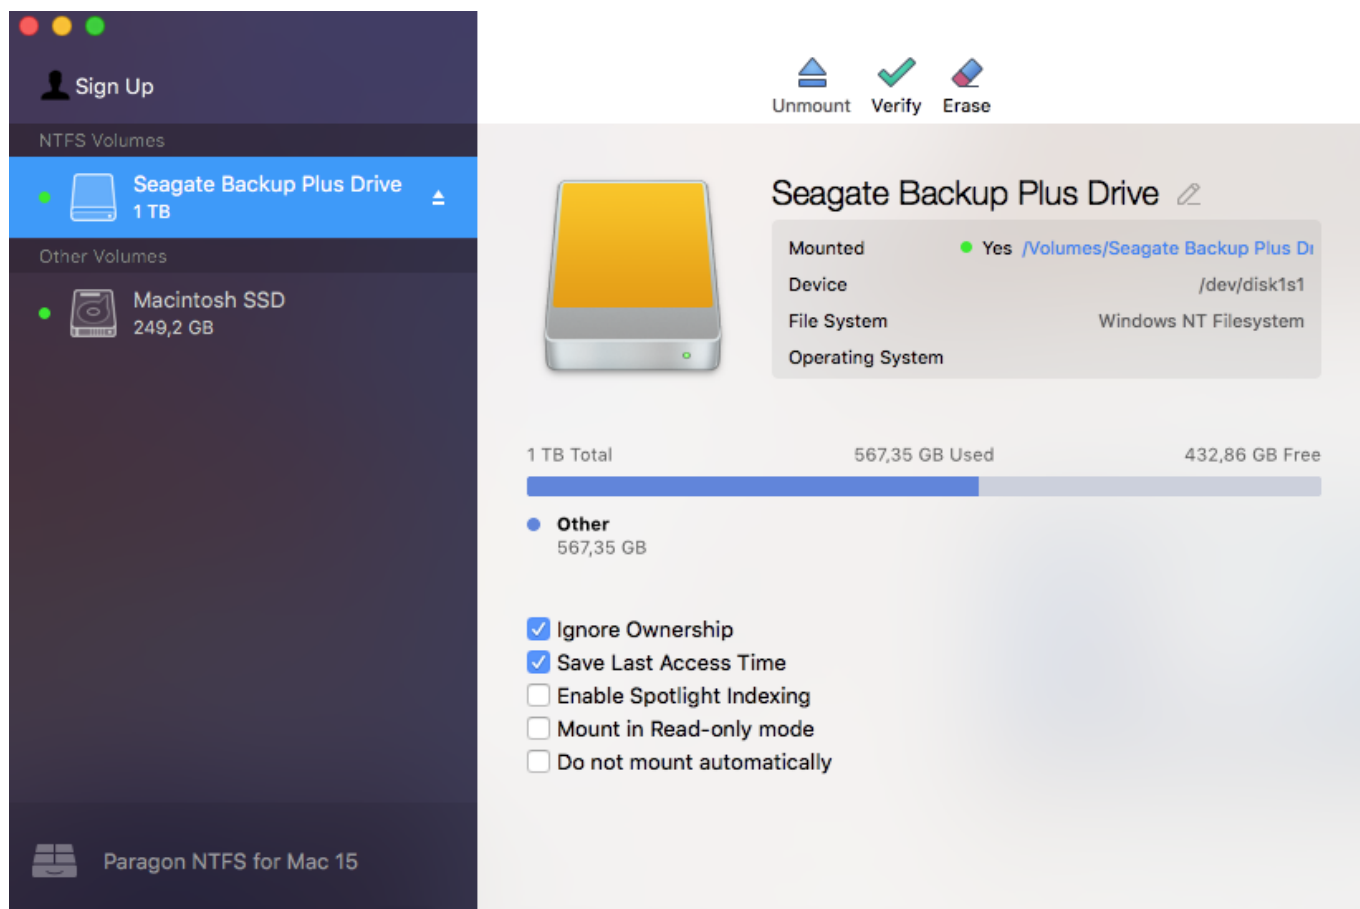 Sign Up
NTFS Volumes
Seagate Backup Plus Drive
1 TB
Other Volumes
Macintosh SSD
249,2 GB
Paragon NTFS for Mac 15
Unmount Verify Erase
Seagate Backup Plus Drive
Mounted Yes /Volumes/Seagate Backup Plus Dr
Device /dev/disk1s1
File System Windows NT Filesystem
Operating System
1 TB Total 567,35 GB Used 432,86 GB Free
Other
567,35 GB
Ignore Ownership
Save Last Access Time
Enable Spotlight Indexing
Mount in Read-only mode
Do not mount automatically